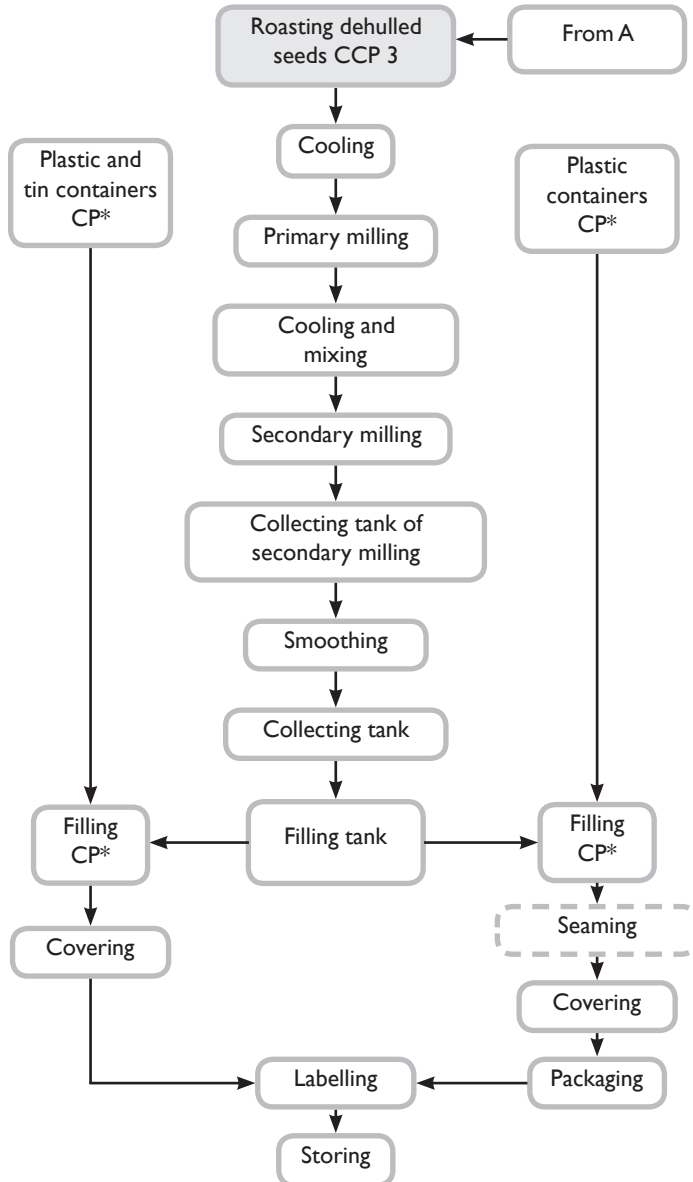 Roasting dehulled
seeds CCP 3
From A
Cooling
Plastic and
tin containers
CP*
Plastic
containers
CP*
Primary milling
Cooling and
mixing
Secondary milling
Collecting tank of
secondary milling
Smoothing
Collecting tank
Filling
CP*
Filling tank
Filling
CP*
Seaming
Covering
Covering
Labelling
Packaging
Storing